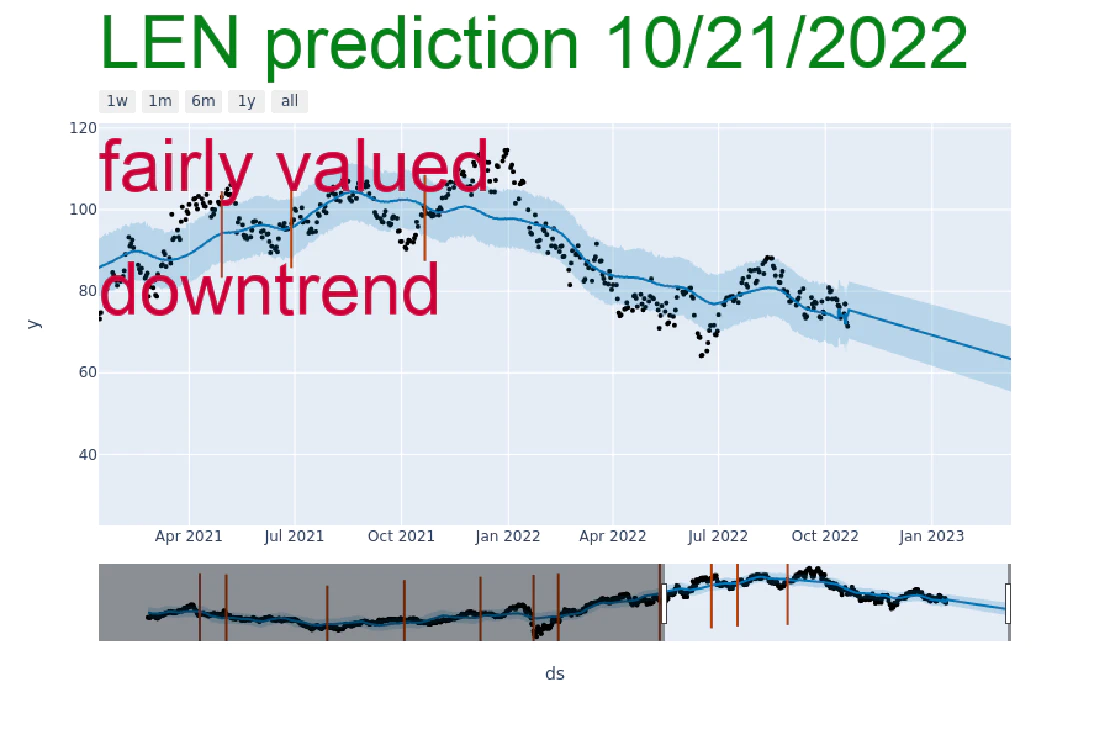 LEN prediction 10/21/2022
1w 1m 6m 1y all
120
fairly valued
100
downtrend
80
60
40
y
Apr 2021 Jul 2021 Oct 2021 Jan 2022 Apr 2022 Jul 2022 Oct 2022 Jan 2023
ds